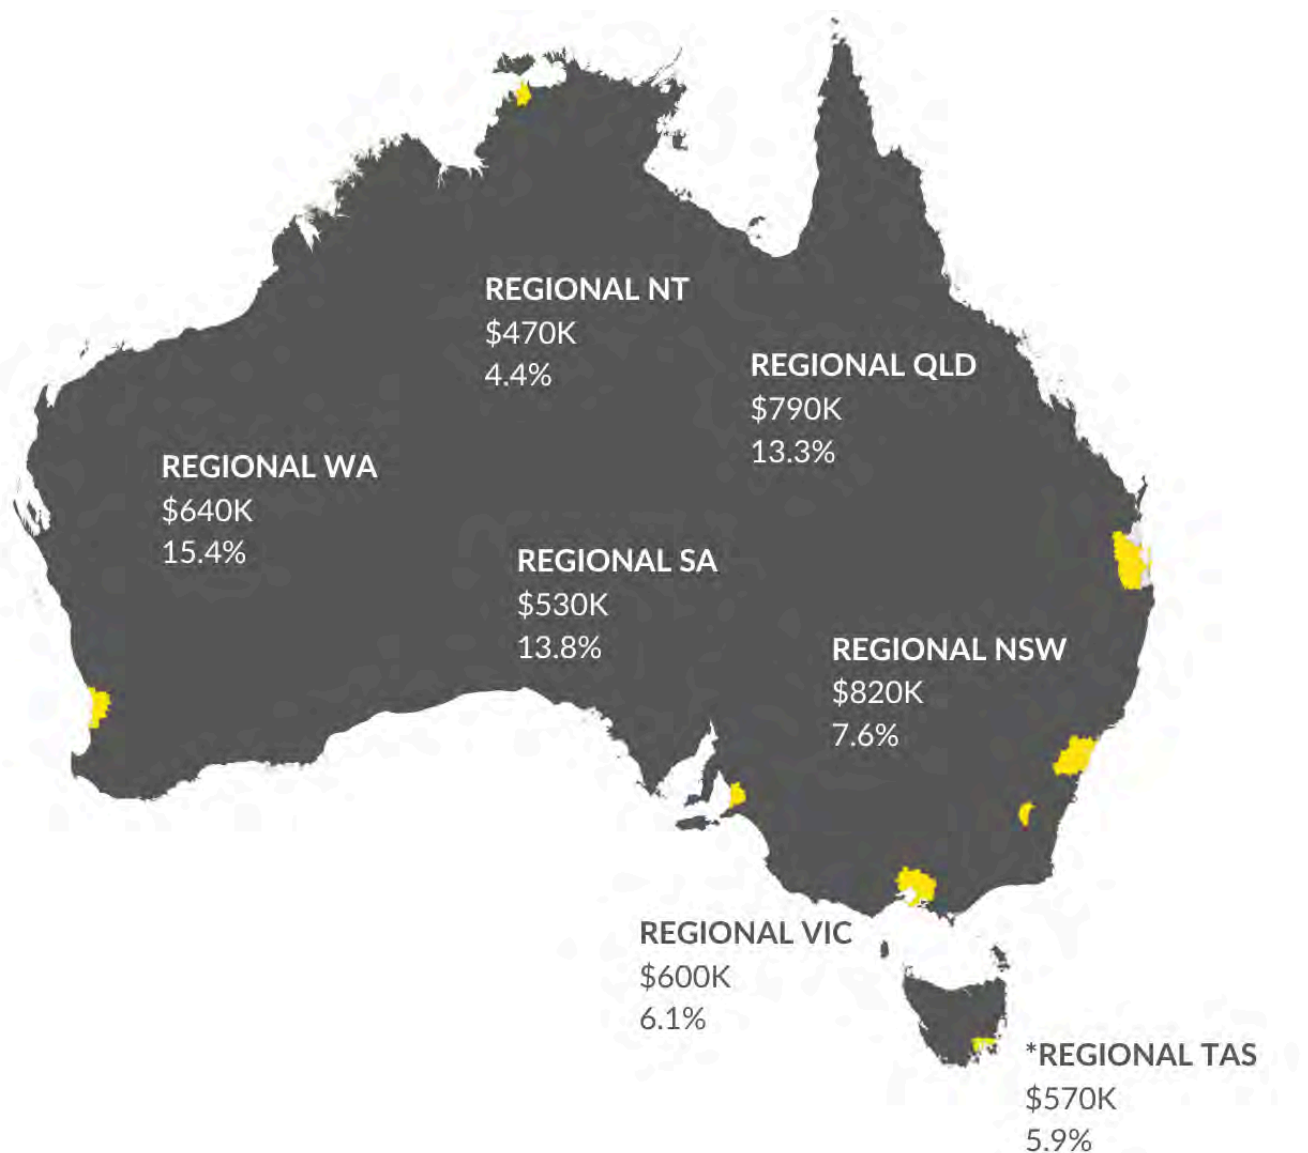 REGIONAL NT
$470K
4.4%
REGIONAL QLD
$790K
13.3%
REGIONAL WA
$640K
15.4%
REGIONAL SA
$530K
13.8%
REGIONAL NSW
$820K
7.6%
REGIONAL VIC
$600K
6.1%
*REGIONAL TAS
$570K
5.9%